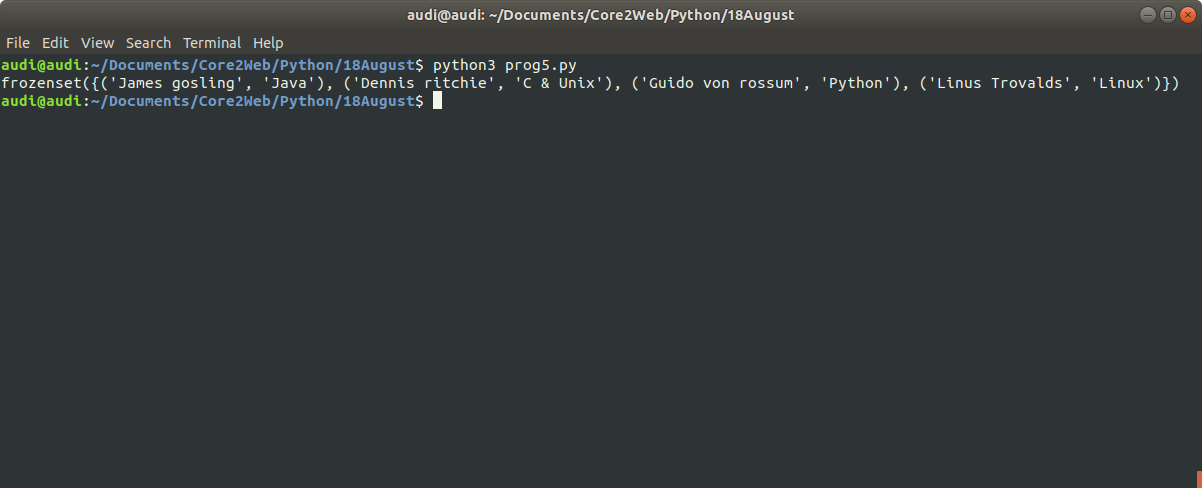 audi@audi: ~/Documents/Core2Web/Python/18August
File Edit View Search Terminal Help
audi@audi:~/Documents/Core2Web/Python/18August$ python3 prog5.py
frozenset({('James gosling', 'Java'), ('Dennis ritchie', 'C & Unix'), ('Guido von rossum', 'Python'), ('Linus Trovalds', 'Linux')})
audi@audi:~/Documents/Core2Web/Python/18August$